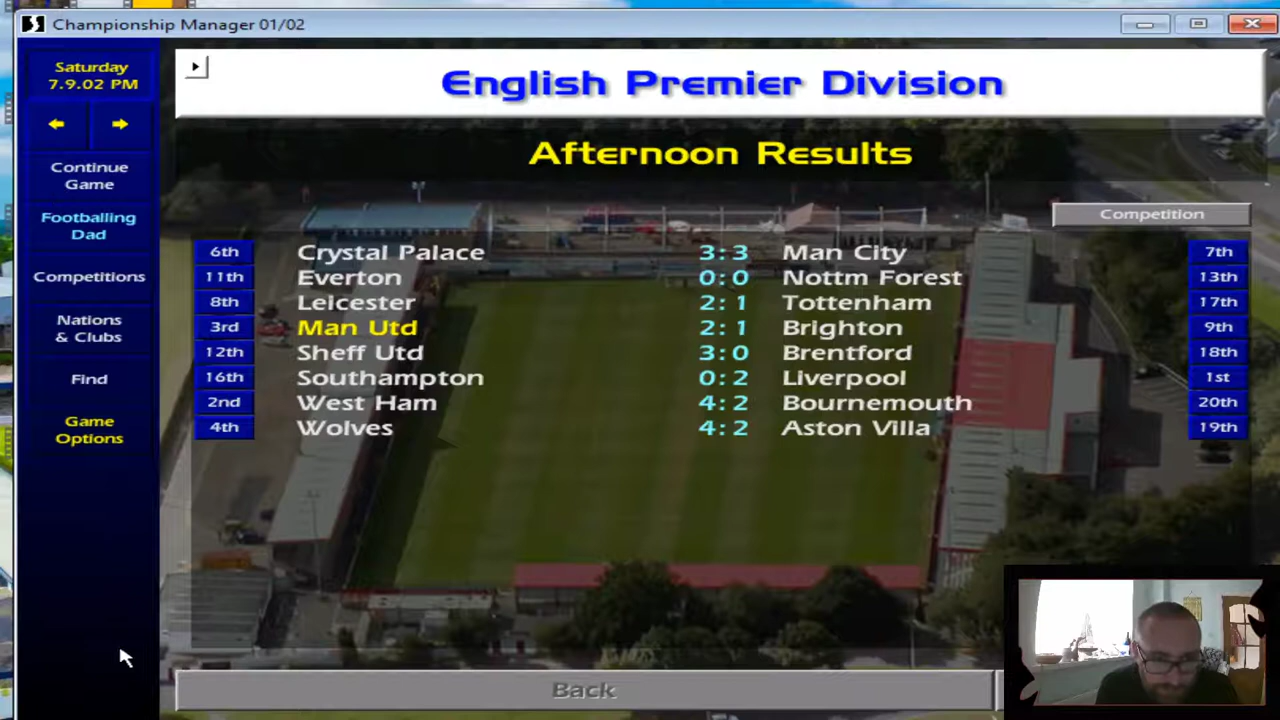 Championship Manager 01/02
Saturday
7.9.02 PM
English Premier Division
Afternoon Results
Continue
Game
Footballing
Dad
Competitions
Nations
& Clubs
Find
Game
Options
Competition
6th Crystal Palace 3:3 Man City 7th
11th Everton 0:0 Nottm Forest 13th
8th Leicester 2:1 Tottenham 17th
3rd Man Utd 2:1 Brighton 9th
12th Sheff Utd 3:0 Brentford 18th
16th Southampton 0:2 Liverpool 1st
2nd West Ham 4:2 Bournemouth 20th
4th Wolves 4:2 Aston Villa 19th
Back